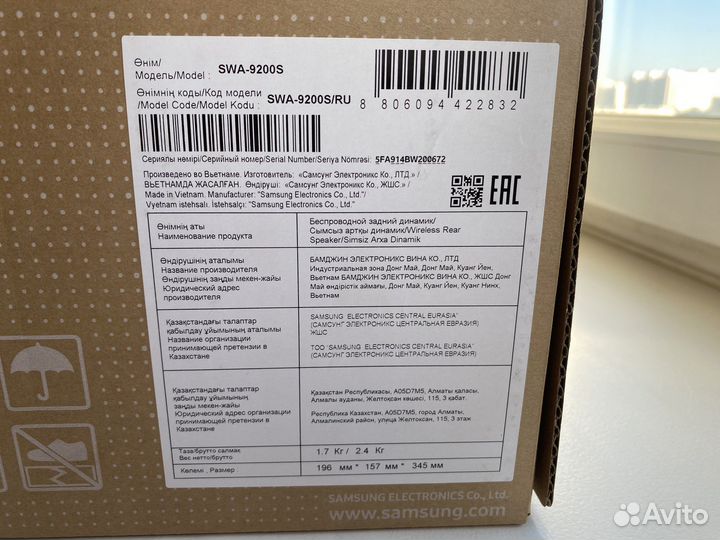 Өнім/
Модель/Model : SWA-9200S
Өнімнің коды/Код модели
/Model Code/Model Kodu : SWA-9200S/RU
8 806094 422832
Сериялы немірі/Серийный номер/Serial Number/Seriya Nomrəsi: 5FA914BW200672
Произведено во Вьетнаме. Изготовитель: «Самсунг Электроникс Ко., ЛТД.» /
ВЬЕТНАМДА ЖАСАЛҒАН. Өндіруші: «Самсунг Электроникс Ко., ЖШС.» /
Made in Vietnam. Manufacturer: "Samsung Electronics Co., Ltd."/
Vyetnam istehsalı. İstehsalçı: "Samsung Electronics Co., Ltd."
EAC
Өнімнің аты
Наименование продукта
Беспроводной задний динамик/
Сымсыз артқы динамик/Wireless Rear
Speaker/Simsiz Arxa Dinamik
Өндірушінің аталымы
Название производителя
Өндірушінің заңды мекен-жайы
Юридический адрес
производителя
БАМДЖИН ЭЛЕКТРОНИКС ВИНА КО., ЛТД
Индустриальная зона Донг Май, Донг Май, Куанг Йен,
Вьетнам БАМДЖИН ЭЛЕКТРОНИКС ВИНА КО., ЖШС Донг
Май өндірістік аймағы, Донг Май, Куанг Йен, Куанг Нинх,
Вьетнам
Қазақстандағы талаптар
қабылдау ұйымының аталымы
Название организации
принимающей претензии в
Казахстане
SAMSUNG ELECTRONICS CENTRAL EURASIA"
(САМСУНГ ЭЛЕКТРОНИКС ЦЕНТРАЛЬНАЯ ЕВРАЗИЯ)
ЖШС
ТОО "SAMSUNG ELECTRONICS CENTRAL EURASIA"
(САМСУНГ ЭЛЕКТРОНИКС ЦЕНТРАЛЬНАЯ ЕВРАЗИЯ)
Қазақстандағы талаптар
қабылдау ұйымының
заңды мекен-жайы
Юридический адрес организации
принимающей претензии в
Казахстане
Қазақстан Республикасы, A05D7M5, Алматы қаласы,
Алмалы ауданы, Желтоқсан көшесі, 115, 3 қабат.
Республика Казахстан, A05D7M5, город Алматы,
Алмалинский район, улица Желтоксан, 115, 3 этаж
Таза/брутто салмақ
Вес нетто/брутто
1.7 Кг / 2.4 Кг
Көлемі , Размер
196 мм* 157 мм * 345 мм
SAMSUNG ELECTRONICS Co., Ltd.
www.samsung.com
Avito